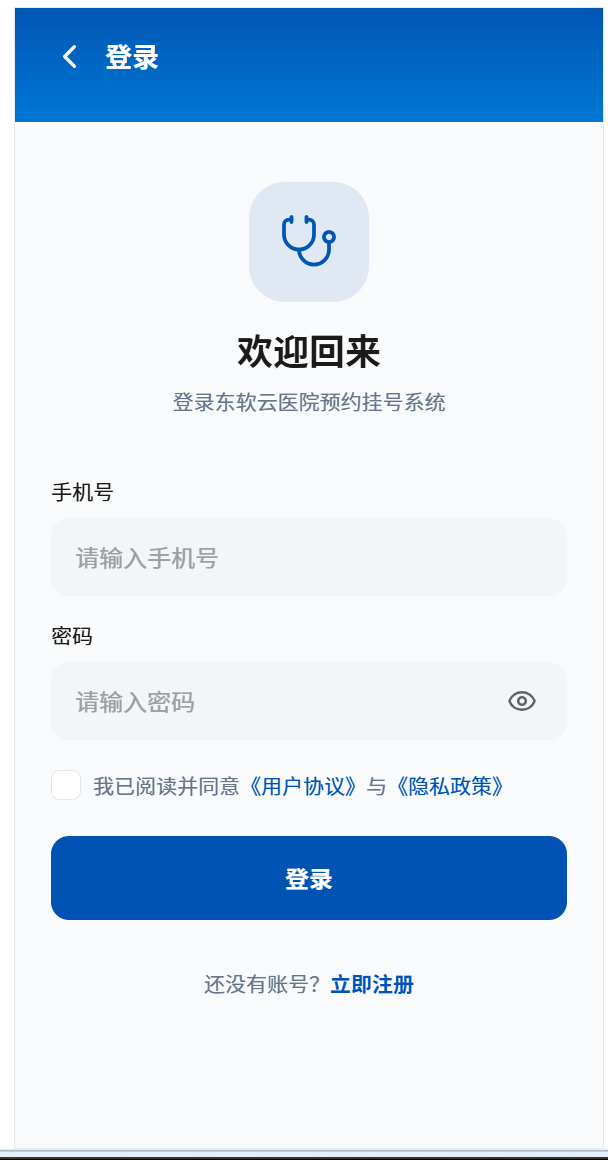 登录
欢迎回来
登录东软云医院预约挂号系统
手机号
请输入手机号
密码
请输入密码
我已阅读并同意《用户协议》与《隐私政策》
登录
还没有账号？立即注册